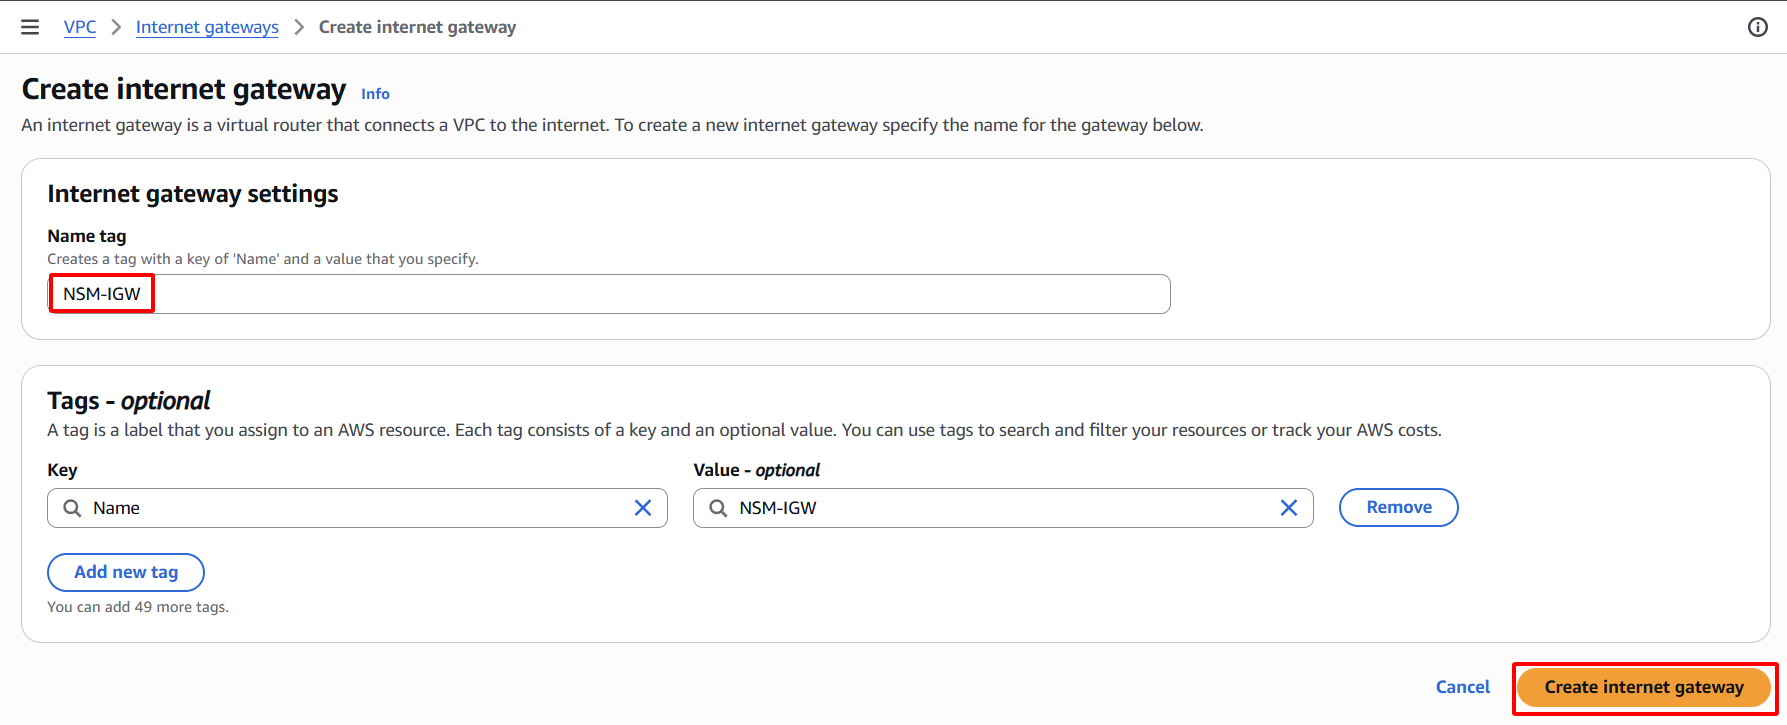 VPC > Internet gateways > Create internet gateway
Create internet gateway Info
An internet gateway is a virtual router that connects a VPC to the internet. To create a new internet gateway specify the name for the gateway below.
Internet gateway settings
Name tag
Creates a tag with a key of 'Name' and a value that you specify.
NSM-IGW
Tags - optional
A tag is a label that you assign to an AWS resource. Each tag consists of a key and an optional value. You can use tags to search and filter your resources or track your AWS costs.
Key Value - optional
Name NSM-IGW Remove
Add new tag
You can add 49 more tags.
Cancel Create internet gateway